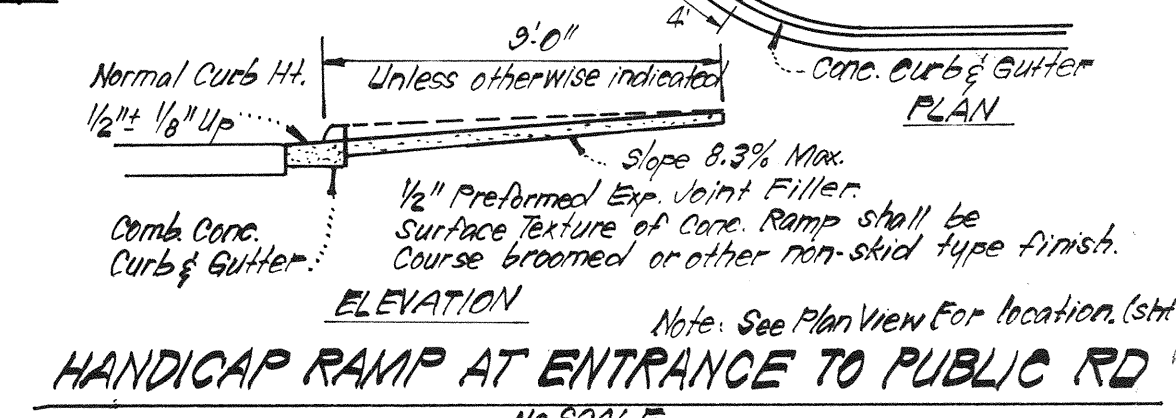 4'
9'-0"
Normal Curb Ht.
Unless otherwise indicated
Conc. Curb & Gutter
1/2"± 1/8" Up
PLAN
Slope 8.3% Max.
1/2" Preformed Exp. Joint Filler.
Surface Texture of Conc. Ramp shall be
Course broomed or other non-skid type finish.
Comb. Conc.
Curb & Gutter.
ELEVATION
Note: See Plan View For location. (sht
HANDICAP RAMP AT ENTRANCE TO PUBLIC RD
No SCALE